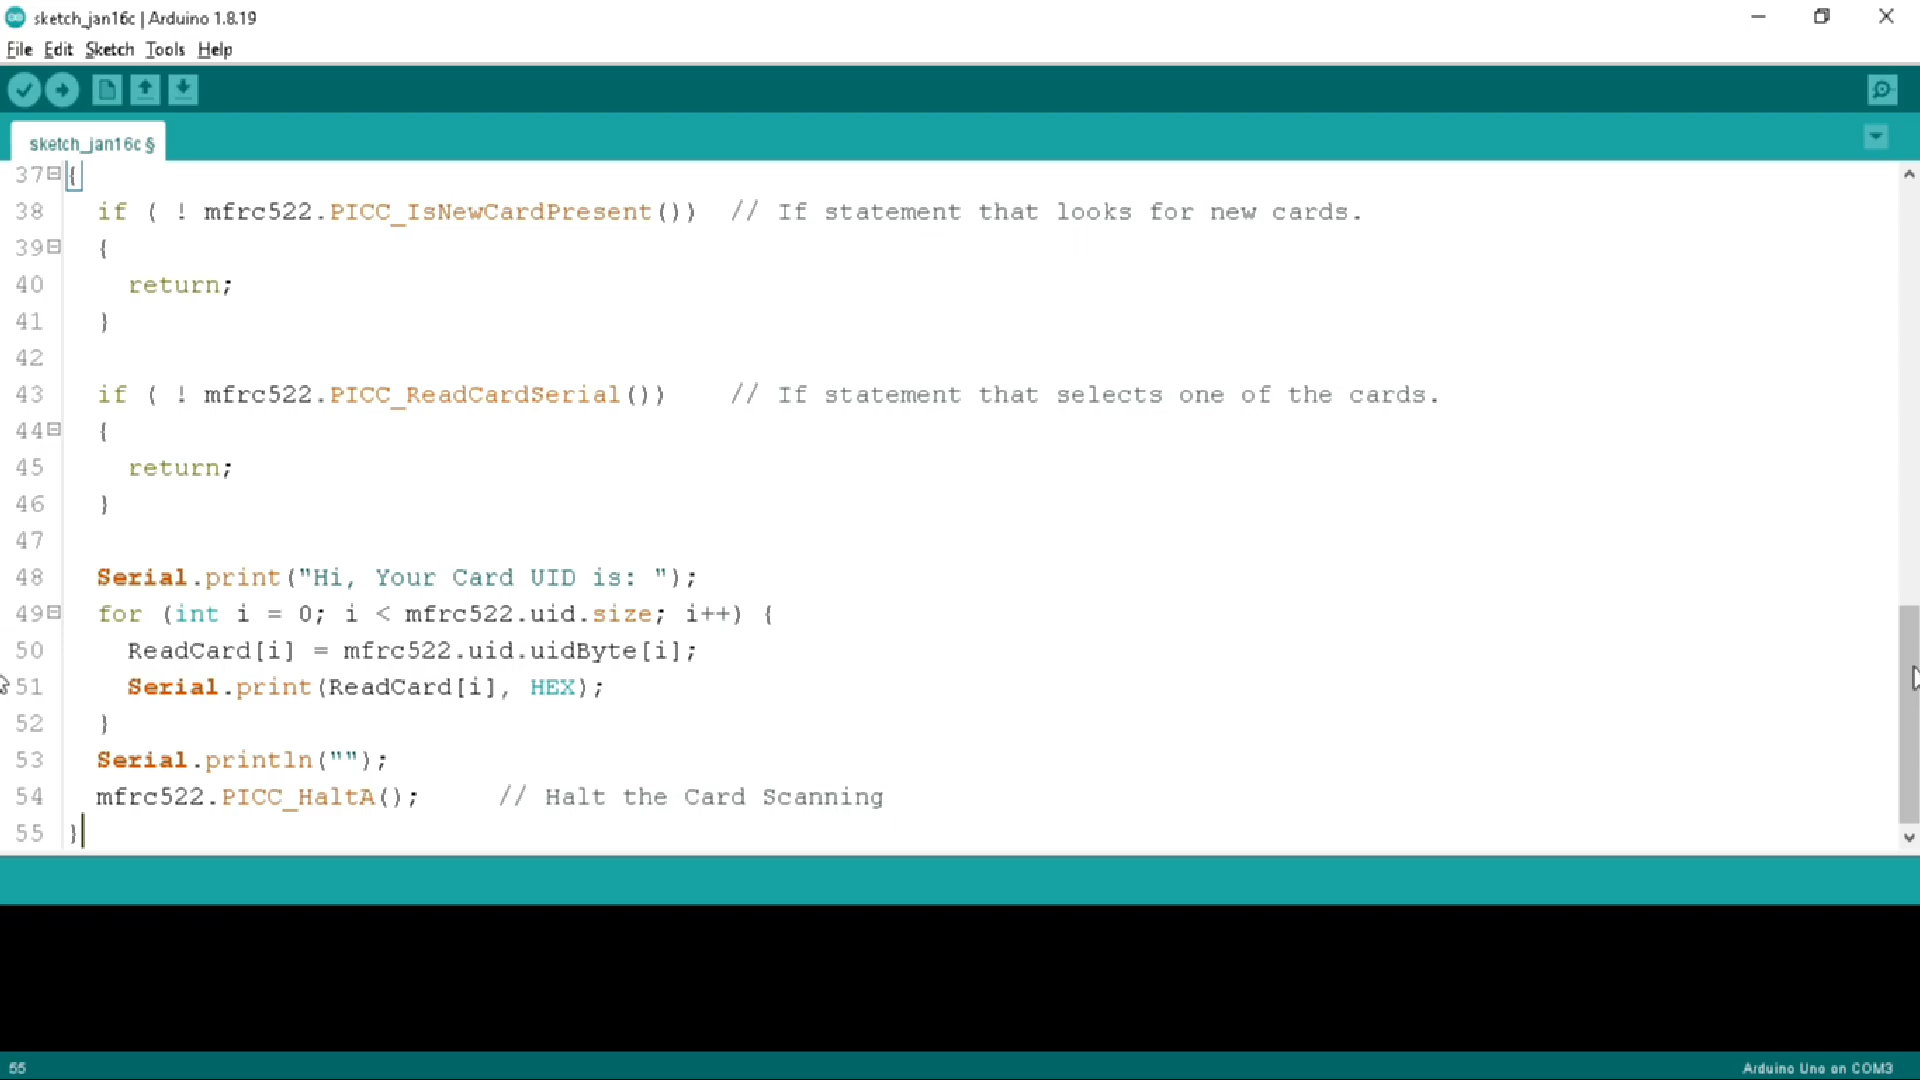 sketch_jan16c | Arduino 1.8.19
File Edit Sketch Tools Help
sketch_jan16c §
37 {
38 if ( ! mfrc522.PICC_IsNewCardPresent()) // If statement that looks for new cards.
39 {
40 return;
41 }
42
43 if ( ! mfrc522.PICC_ReadCardSerial()) // If statement that selects one of the cards.
44 {
45 return;
46 }
47
48 Serial.print("Hi, Your Card UID is: ");
49 for (int i = 0; i < mfrc522.uid.size; i++) {
50 ReadCard[i] = mfrc522.uid.uidByte[i];
51 Serial.print(ReadCard[i], HEX);
52 }
53 Serial.println("");
54 mfrc522.PICC_HaltA(); // Halt the Card Scanning
55 }
55 Arduino Uno on COM3